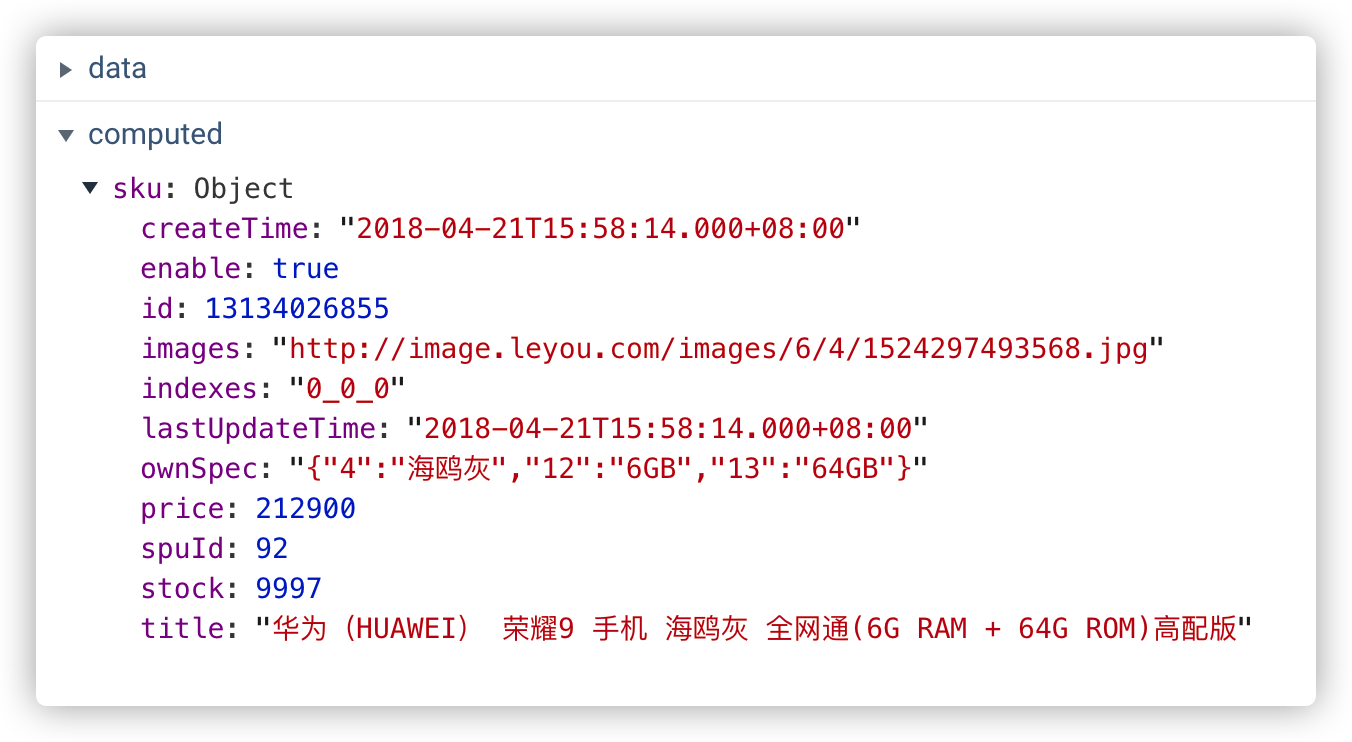 data
computed
sku: Object
createTime: "2018-04-21T15:58:14.000+08:00"
enable: true
id: 13134026855
images: "http://image.leyou.com/images/6/4/1524297493568.jpg"
indexes: "0_0_0"
lastUpdateTime: "2018-04-21T15:58:14.000+08:00"
ownSpec: "{"4":"海鸥灰","12":"6GB","13":"64GB"}"
price: 212900
spuId: 92
stock: 9997
title: "华为（HUAWEI） 荣耀9 手机 海鸥灰 全网通(6G RAM + 64G ROM)高配版"